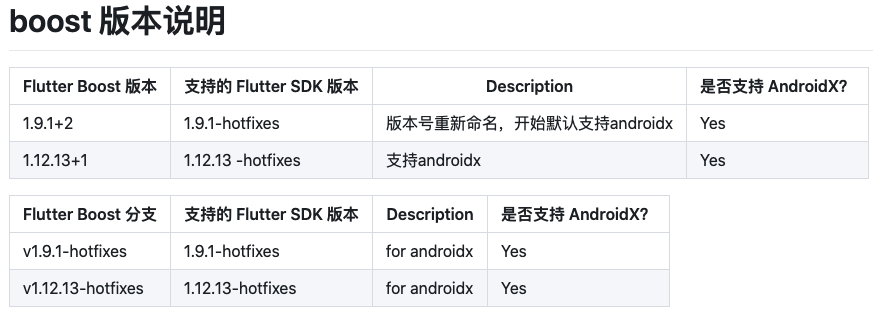 boost 版本说明
Flutter Boost 版本 支持的 Flutter SDK 版本 Description 是否支持 AndroidX?
1.9.1+2 1.9.1-hotfixes 版本号重新命名，开始默认支持androidx Yes
1.12.13+1 1.12.13 -hotfixes 支持androidx Yes
Flutter Boost 分支 支持的 Flutter SDK 版本 Description 是否支持 AndroidX?
v1.9.1-hotfixes 1.9.1-hotfixes for androidx Yes
v1.12.13-hotfixes 1.12.13-hotfixes for androidx Yes